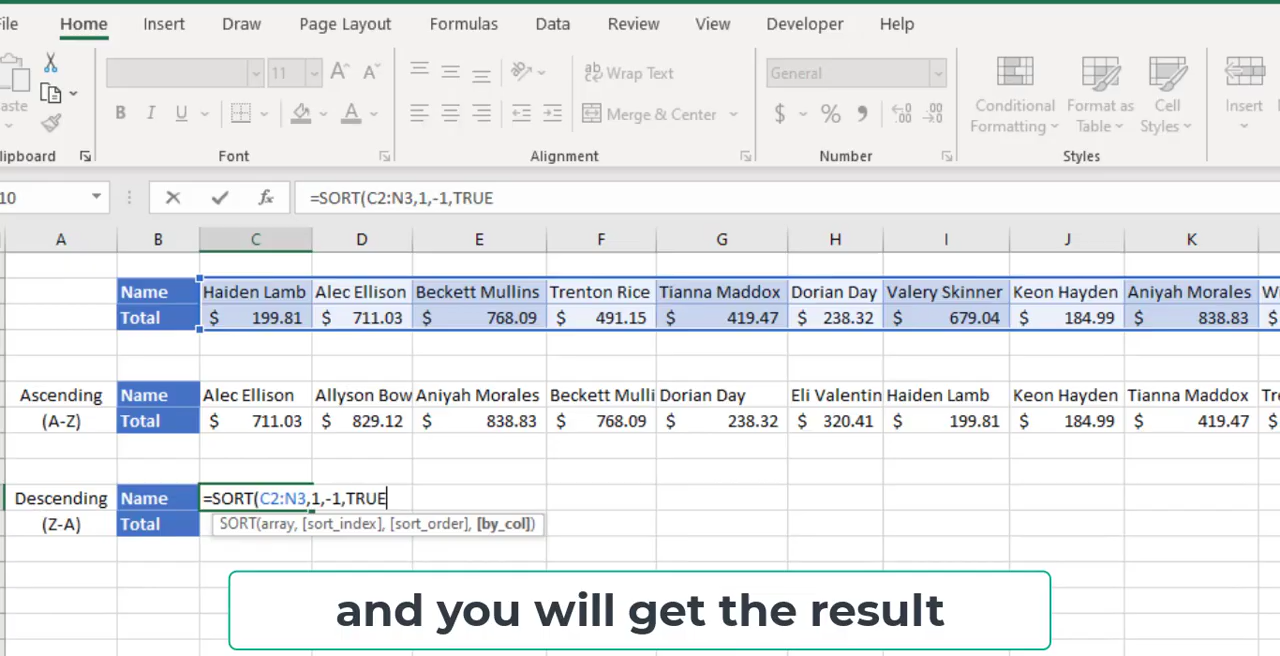 File Home Insert Draw Page Layout Formulas Data Review View Developer Help
11 A A Wrap Text General Conditional Format as Cell Insert
Paste B I U A Merge & Center $ % , Formatting Table Styles
Clipboard Font Alignment Number Styles
10 fx =SORT(C2:N3,1,-1,TRUE
A B C D E F G H I J K
Name Haiden Lamb Alec Ellison Beckett Mullins Trenton Rice Tianna Maddox Dorian Day Valery Skinner Keon Hayden Aniyah Morales
Total $ 199.81 $ 711.03 $ 768.09 $ 491.15 $ 419.47 $ 238.32 $ 679.04 $ 184.99 $ 838.83 $
Ascending Name Alec Ellison Allyson Bow Aniyah Morales Beckett Mulli Dorian Day Eli Valentin Haiden Lamb Keon Hayden Tianna Maddox
(A-Z) Total $ 711.03 $ 829.12 $ 838.83 $ 768.09 $ 238.32 $ 320.41 $ 199.81 $ 184.99 $ 419.47 $
Descending Name =SORT(C2:N3,1,-1,TRUE
(Z-A) Total SORT(array, [sort_index], [sort_order], [by_col])
and you will get the result